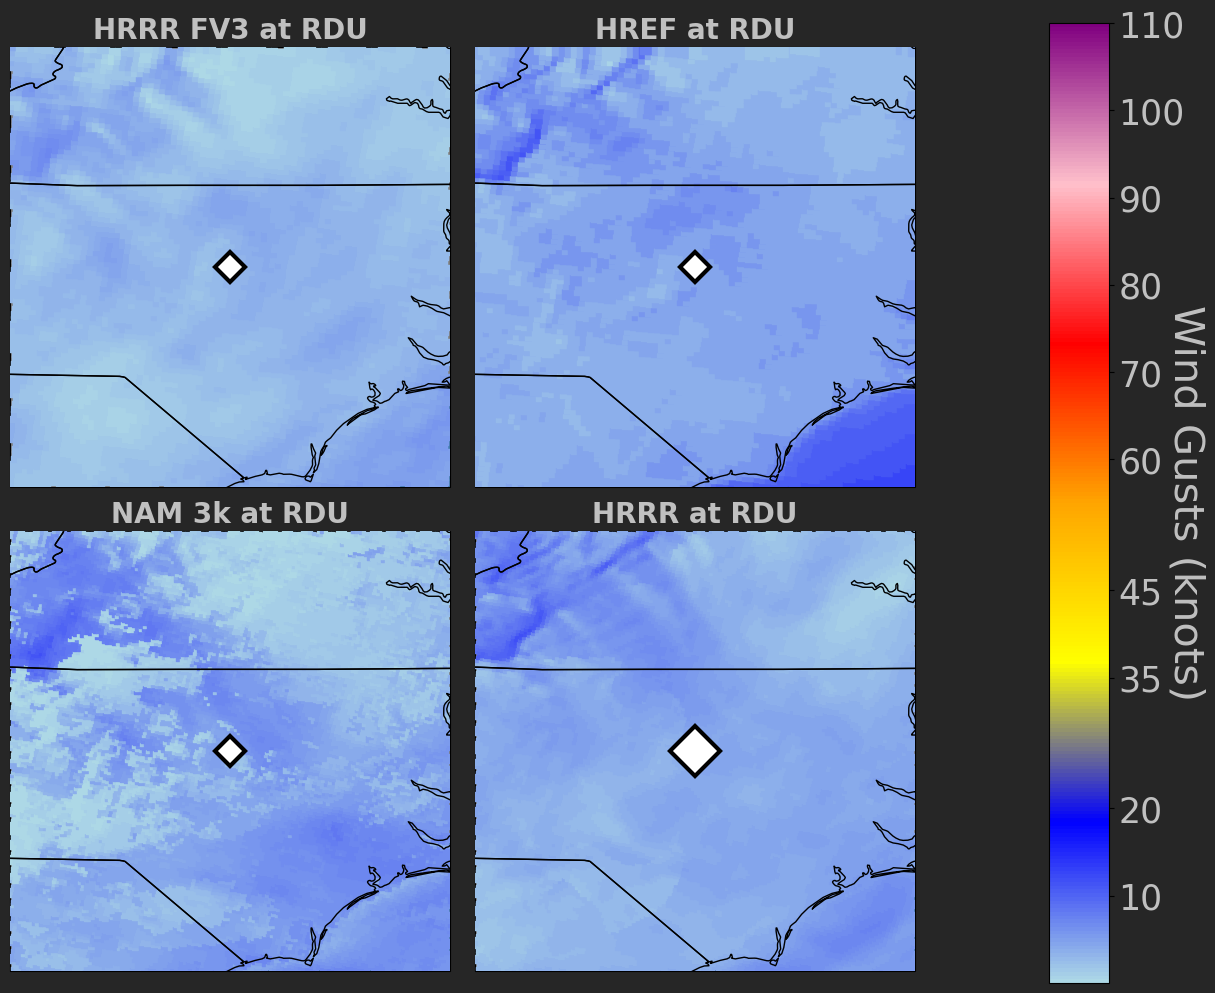 HRRR FV3 at RDU
HREF at RDU
NAM 3k at RDU
HRRR at RDU
110
100
90
80
70
60
45
35
20
10
Wind Gusts (knots)